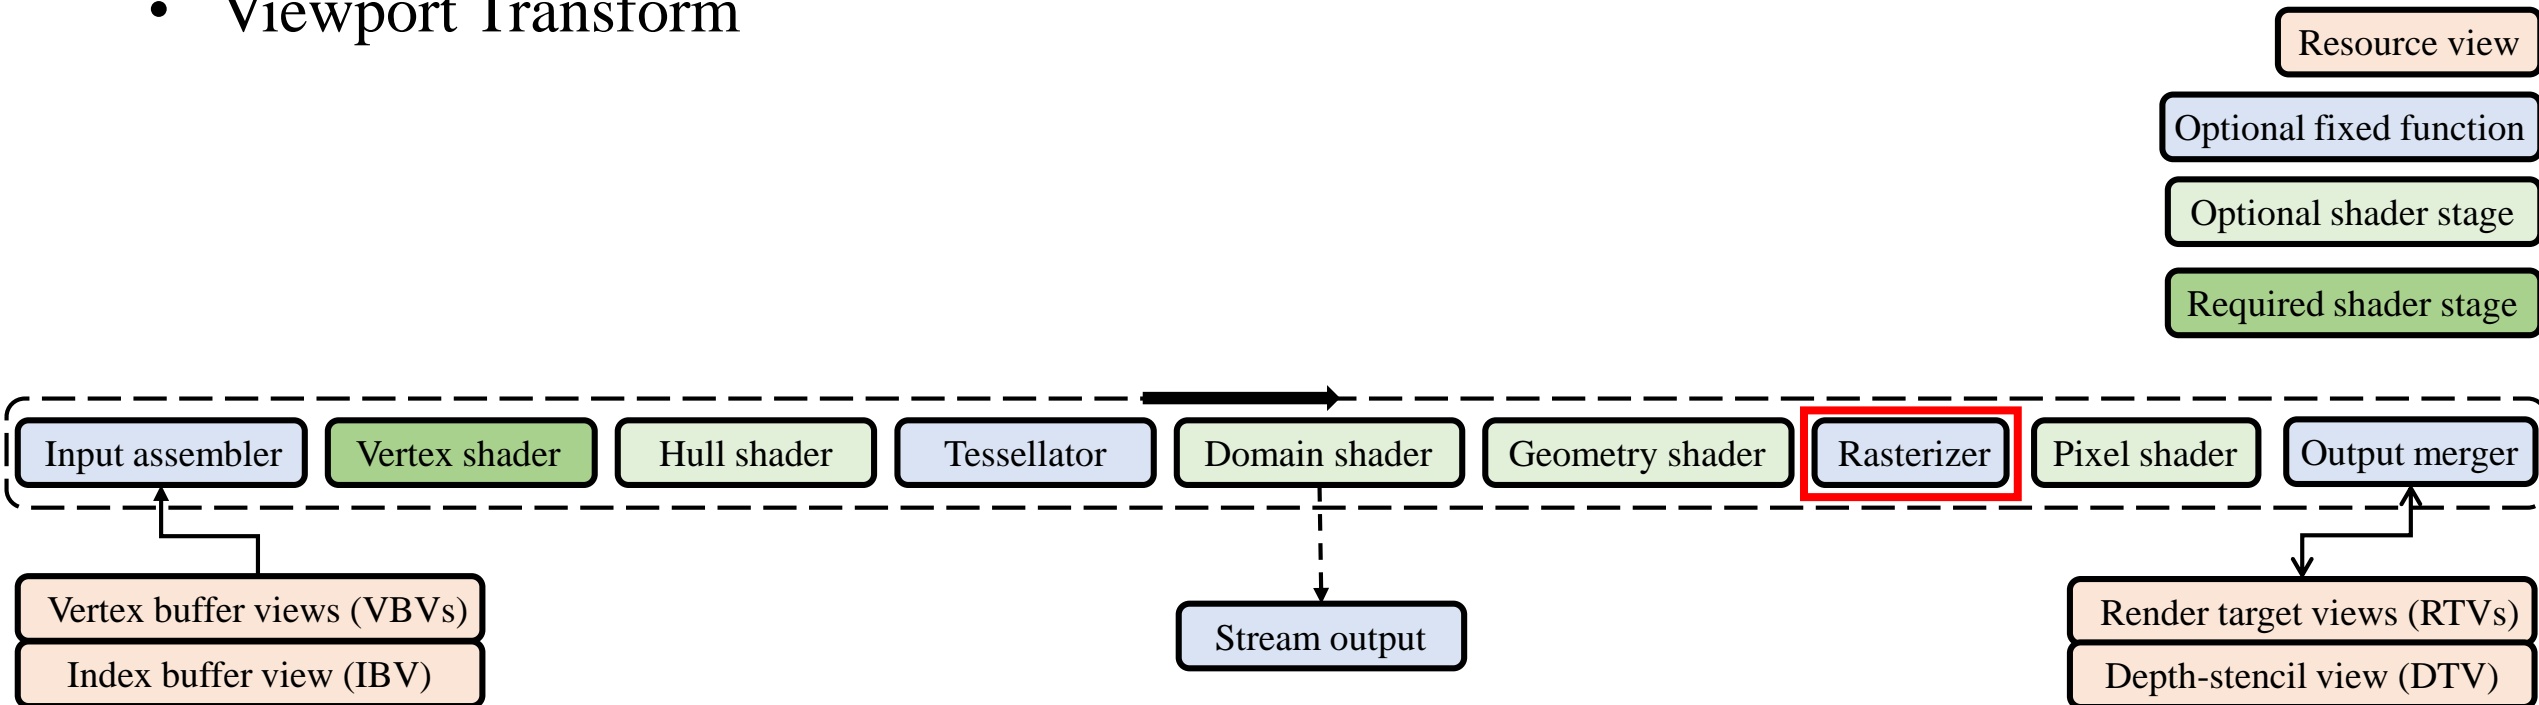 • Viewport Transform
Resource view
Optional fixed function
Optional shader stage
Required shader stage
Input assembler
Vertex shader
Hull shader
Tessellator
Domain shader
Geometry shader
Rasterizer
Pixel shader
Output merger
Vertex buffer views (VBVs)
Index buffer view (IBV)
Stream output
Render target views (RTVs)
Depth-stencil view (DTV)